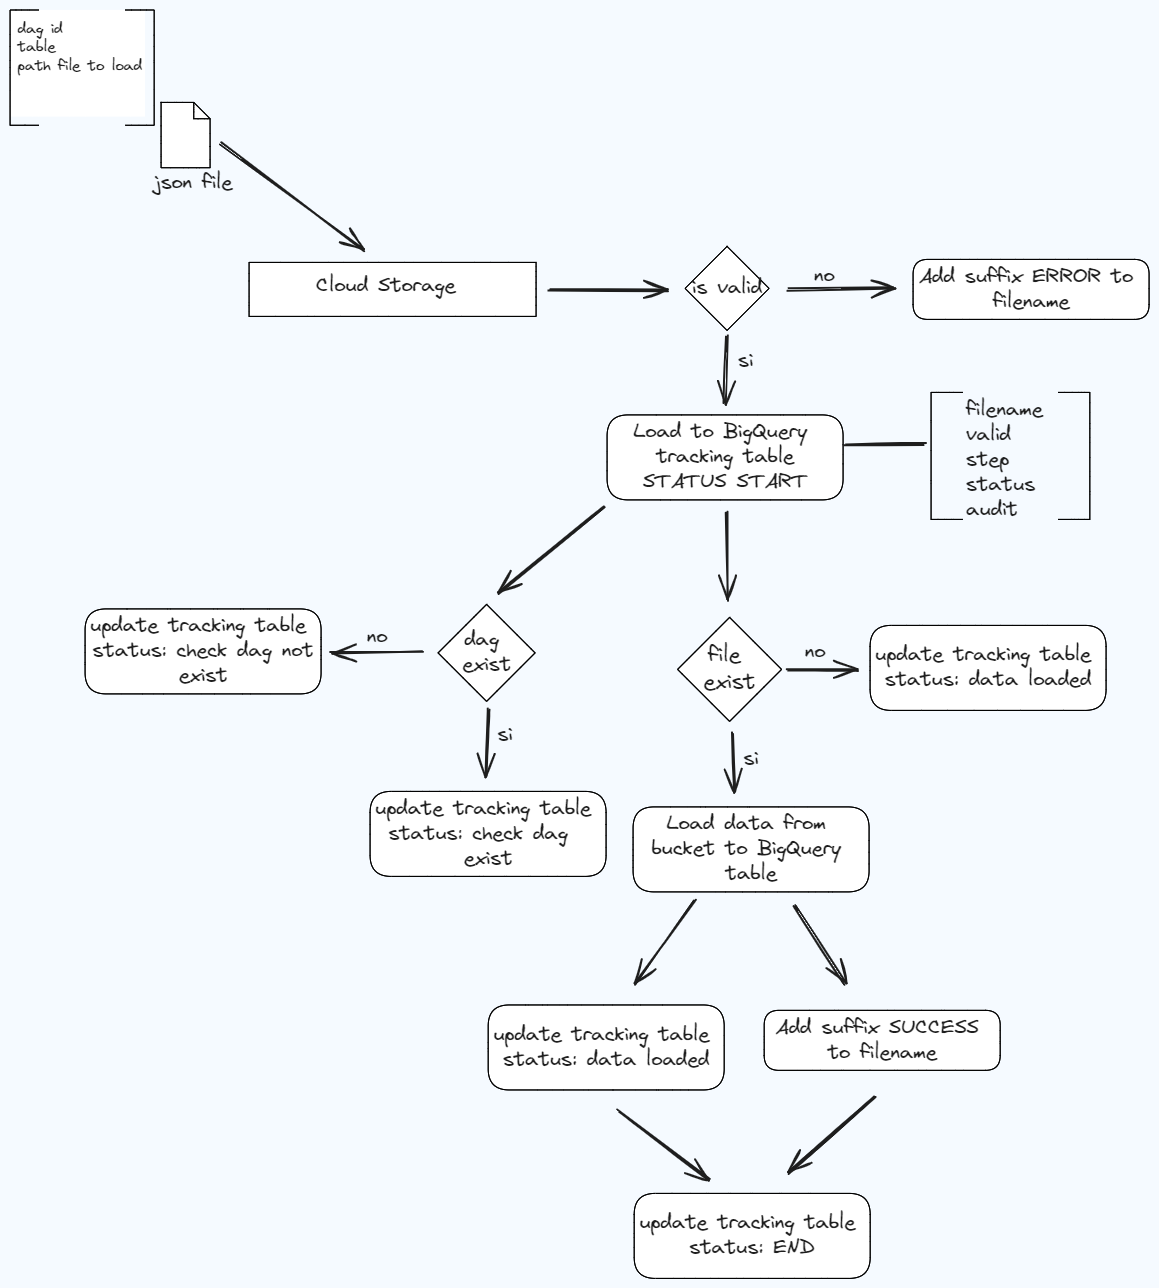 dag id
table
path file to load
json file
Cloud Storage
is valid
no
Add suffix ERROR to
filename
si
Load to BigQuery
tracking table
STATUS START
filename
valid
step
status
audit
update tracking table
status: check dag not
exist
no
dag
exist
file
exist
no
update tracking table
status: data loaded
si
si
update tracking table
status: check dag
exist
Load data from
bucket to BigQuery
table
update tracking table
status: data loaded
Add suffix SUCCESS
to filename
update tracking table
status: END